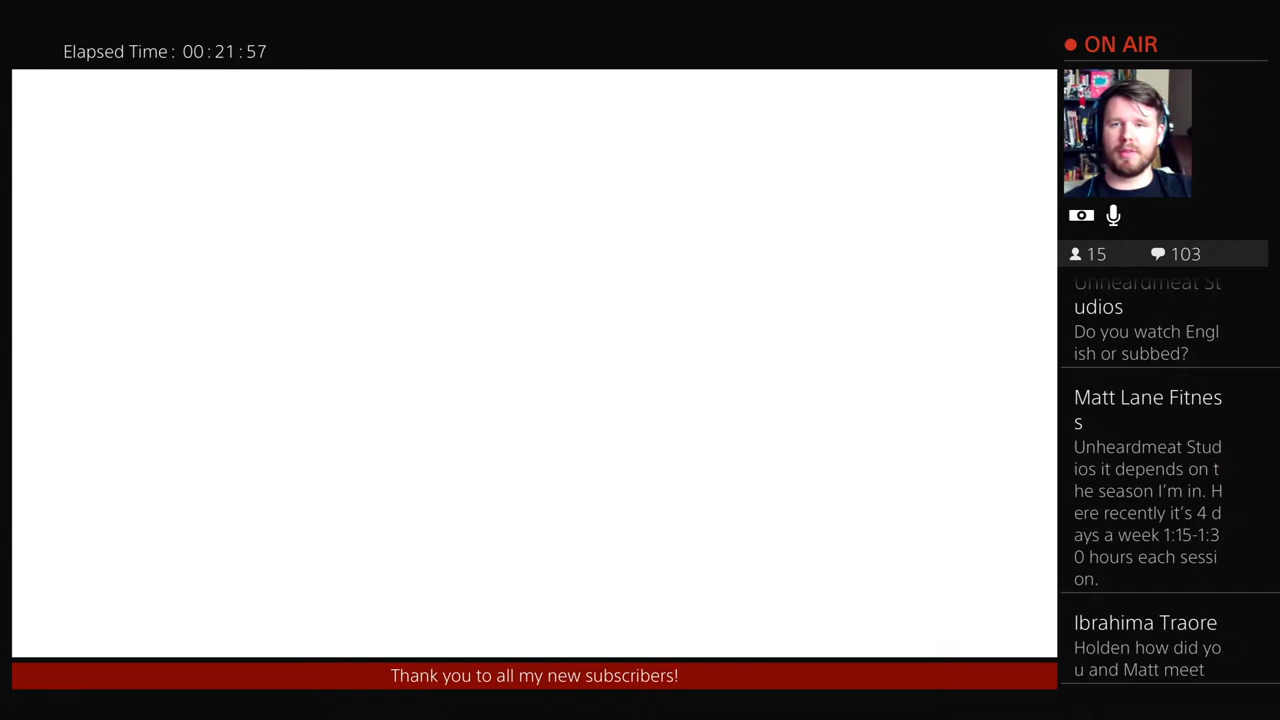 Elapsed Time : 00 : 21 : 57
ON AIR
15 103
Unheardmeat St
udios
Do you watch Engl
ish or subbed?
Matt Lane Fitnes
s
Unheardmeat Stud
ios it depends on t
he season I’m in. H
ere recently it’s 4 d
ays a week 1:15-1:3
0 hours each sessi
on.
Ibrahima Traore
Holden how did yo
u and Matt meet
Thank you to all my new subscribers!